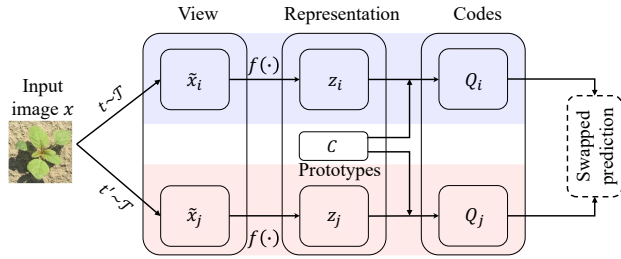 View
Representation
Codes
Input
image x
t~𝒯
t′~𝒯
x̃ᵢ
f(·)
zᵢ
Qᵢ
C
Prototypes
x̃ⱼ
f(·)
zⱼ
Qⱼ
Swapped
prediction